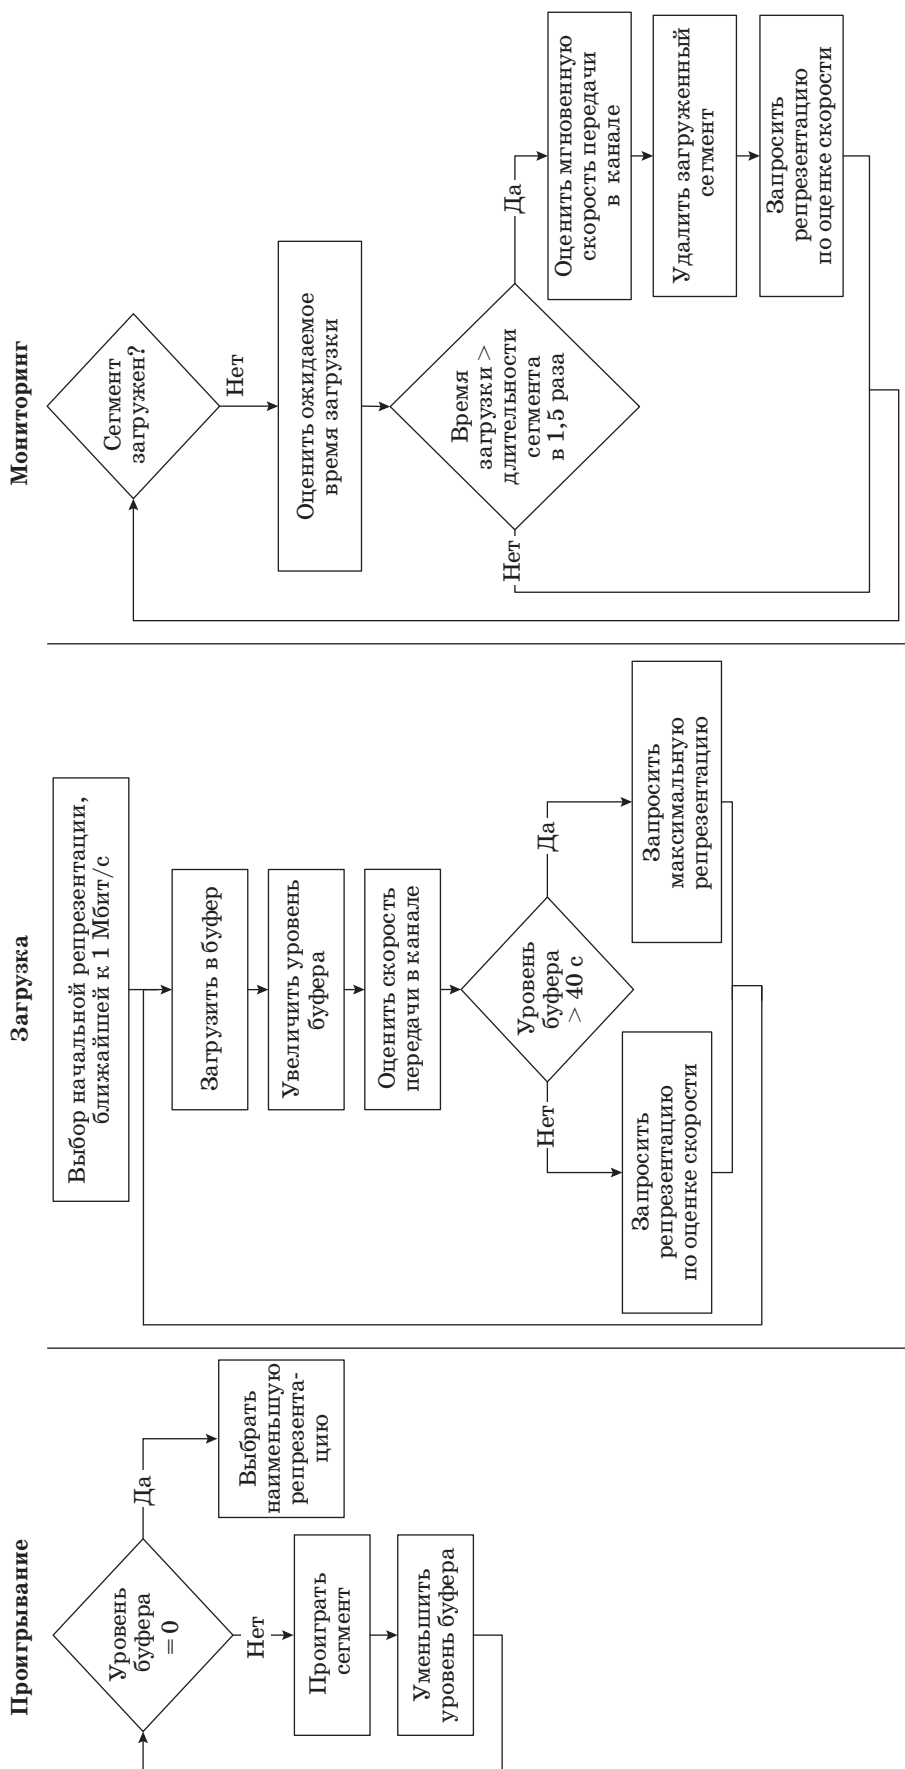 Проигрывание
Уровень
буфера
= 0
Да
Выбрать
наименьшую
репрезента-
цию
Нет
Проиграть
сегмент
Уменьшить
уровень буфера
Загрузка
Выбор начальной репрезентации,
ближайшей к 1 Мбит/с
Загрузить в буфер
Увеличить уровень
буфера
Оценить скорость
передачи в канале
Уровень
буфера
> 40 с
Нет
Да
Запросить
репрезентацию
по оценке скорости
Запросить
максимальную
репрезентацию
Мониторинг
Сегмент
загружен?
Нет
Оценить ожидаемое
время загрузки
Время
загрузки >
длительности
сегмента
в 1,5 раза
Нет
Да
Оценить мгновенную
скорость передачи
в канале
Удалить загруженный
сегмент
Запросить
репрезентацию
по оценке скорости